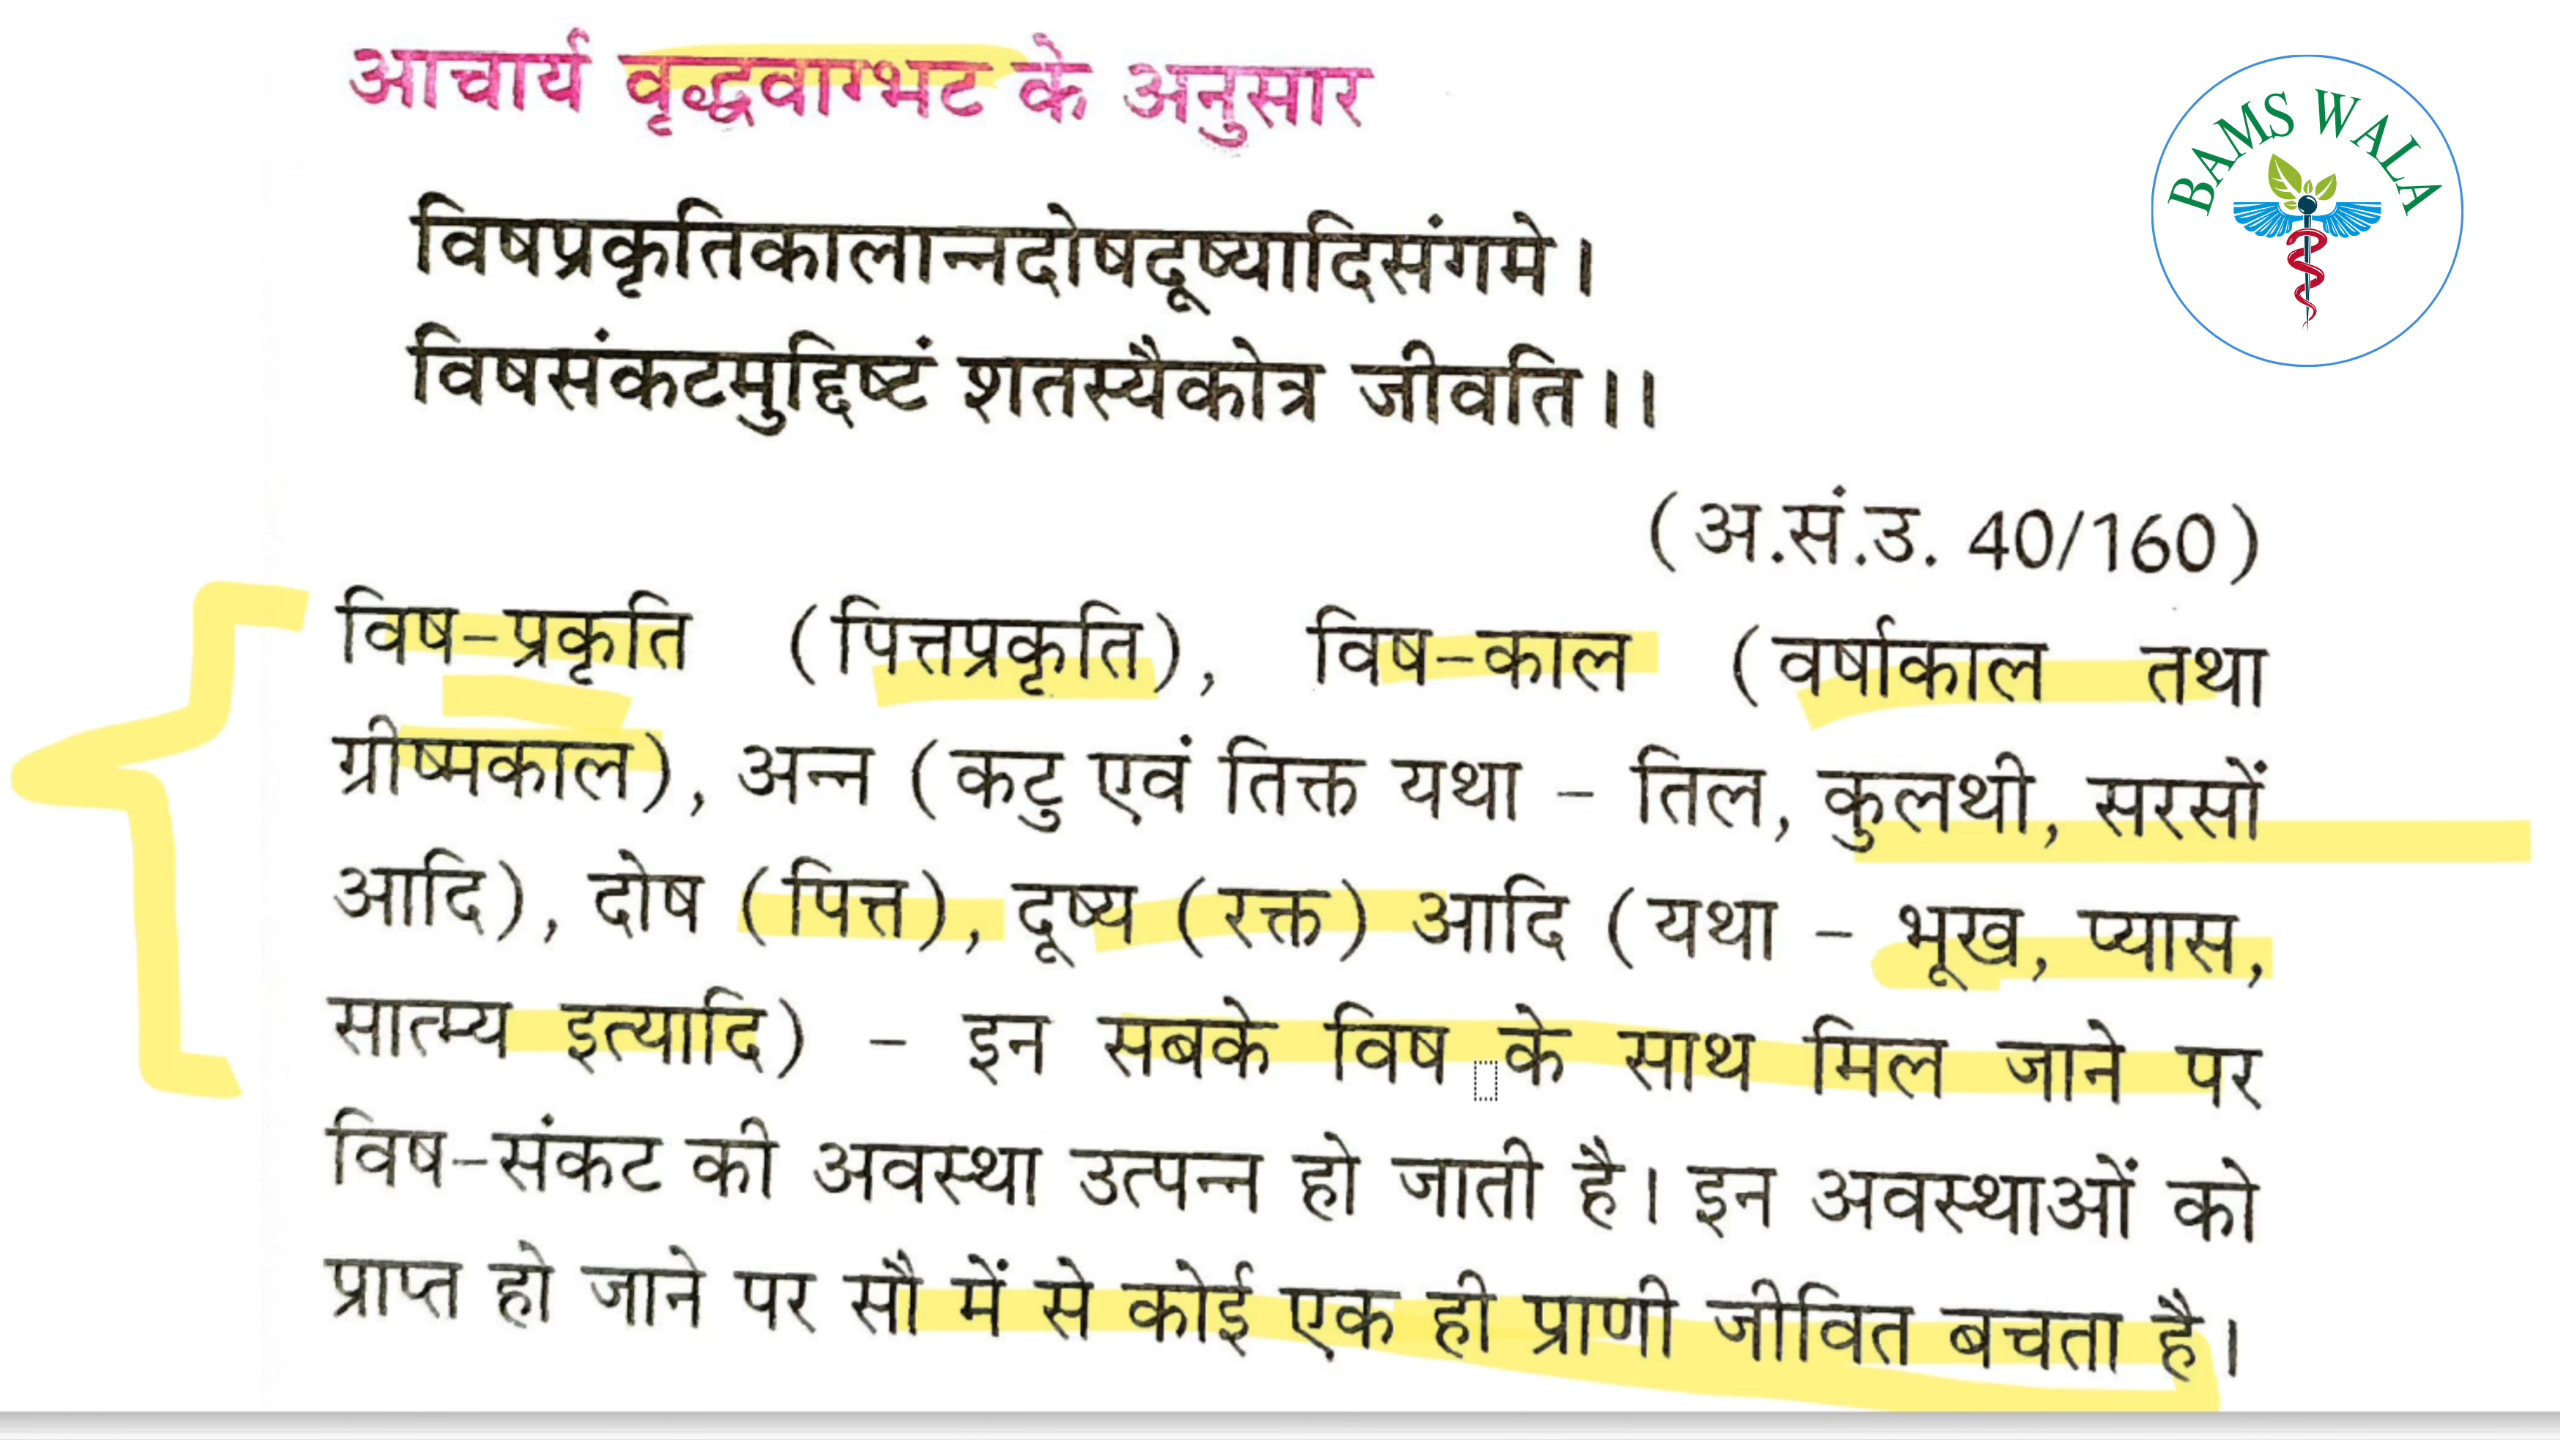 आचार्य वृद्धवाग्भट के अनुसार
BAMS WALA
विषप्रकृतिकालान्नदोषदूष्यादिसंगमे।
विषसंकटमुद्दिष्टं शतस्यैकोत्र जीवति।।
(अ.सं.उ. 40/160)
विष-प्रकृति (पित्तप्रकृति), विष-काल (वर्षाकाल तथा
ग्रीष्मकाल), अन्न (कटु एवं तिक्त यथा - तिल, कुलथी, सरसों
आदि), दोष (पित्त), दूष्य (रक्त) आदि (यथा - भूख, प्यास,
सात्म्य इत्यादि) - इन सबके विष के साथ मिल जाने पर
विष-संकट की अवस्था उत्पन्न हो जाती है। इन अवस्थाओं को
प्राप्त हो जाने पर सौ में से कोई एक ही प्राणी जीवित बचता है।